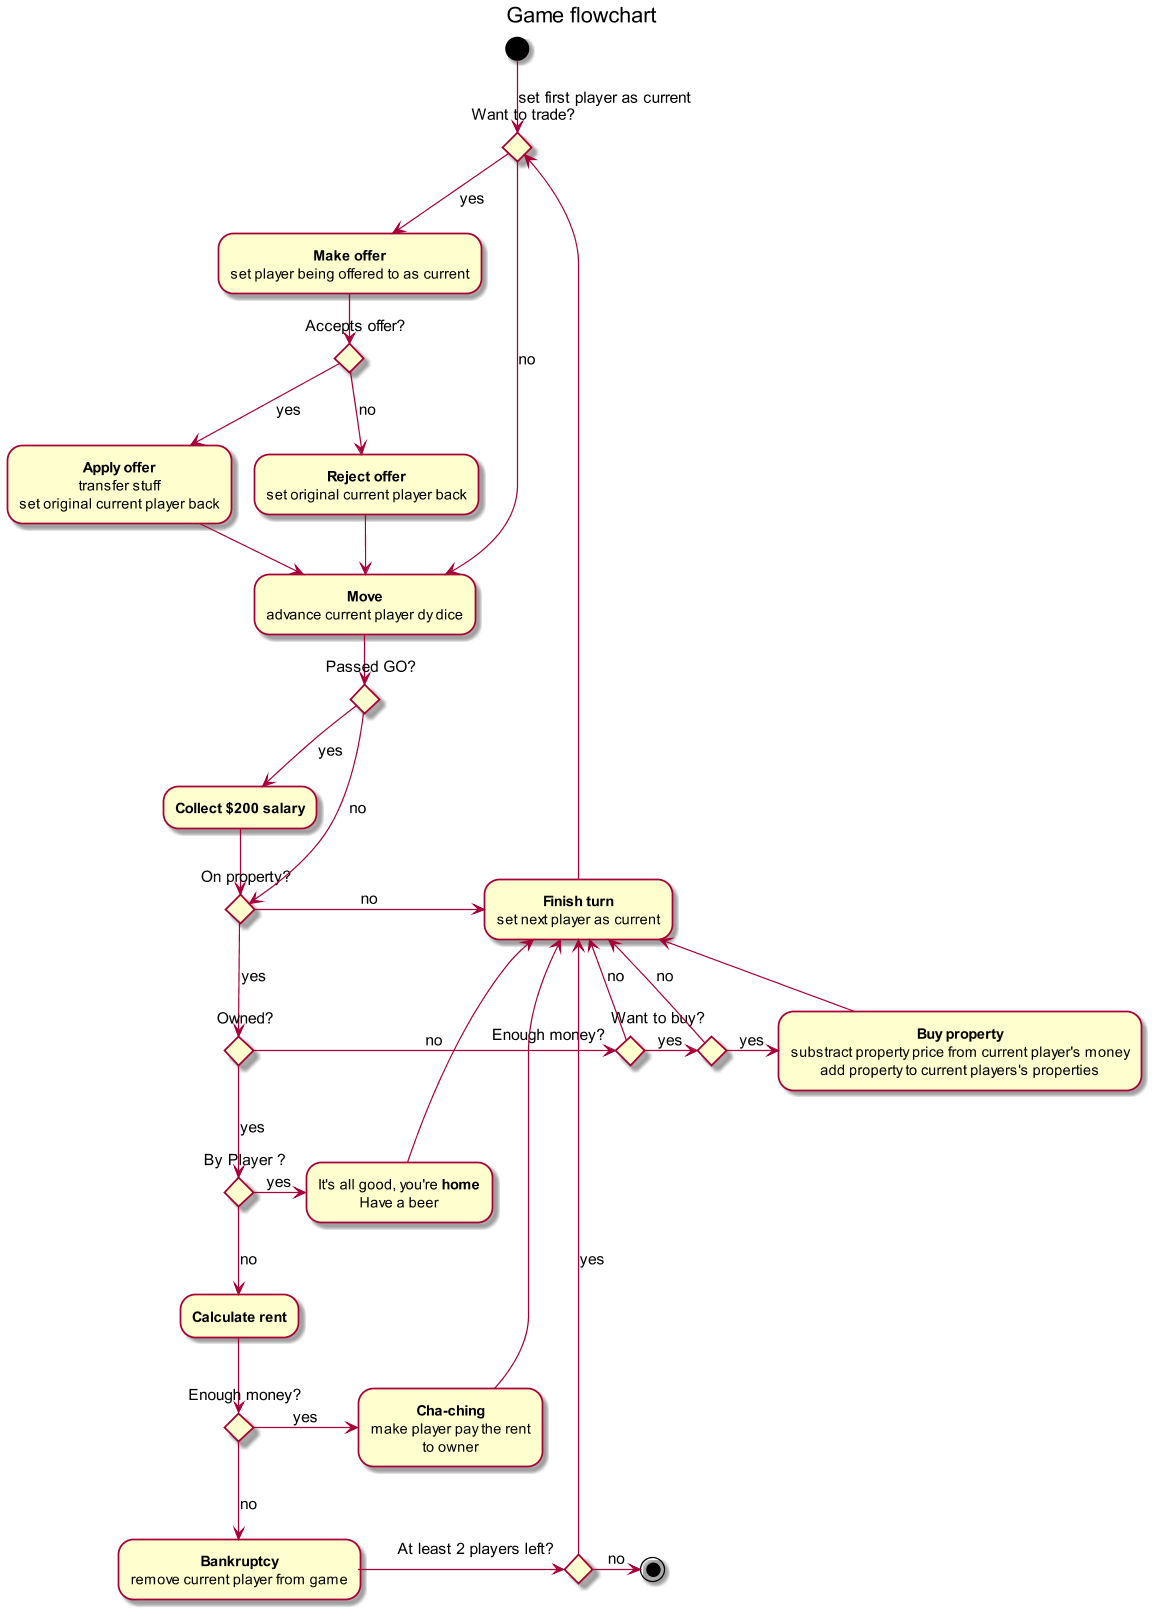 Game flowchart
set first player as current
Want to trade?
yes
Make offer
set player being offered to as current
Accepts offer?
no
yes
no
Apply offer
transfer stuff
set original current player back
Reject offer
set original current player back
Move
advance current player dy dice
Passed GO?
yes
Collect $200 salary
no
On property?
no
Finish turn
set next player as current
yes
no
no
Owned?
Want to buy?
Enough money?
no
yes
yes
Buy property
substract property price from current player's money
add property to current players's properties
yes
By Player ?
yes
It's all good, you're home
Have a beer
no
yes
Calculate rent
Enough money?
yes
Cha-ching
make player pay the rent
to owner
no
At least 2 players left?
no
Bankruptcy
remove current player from game